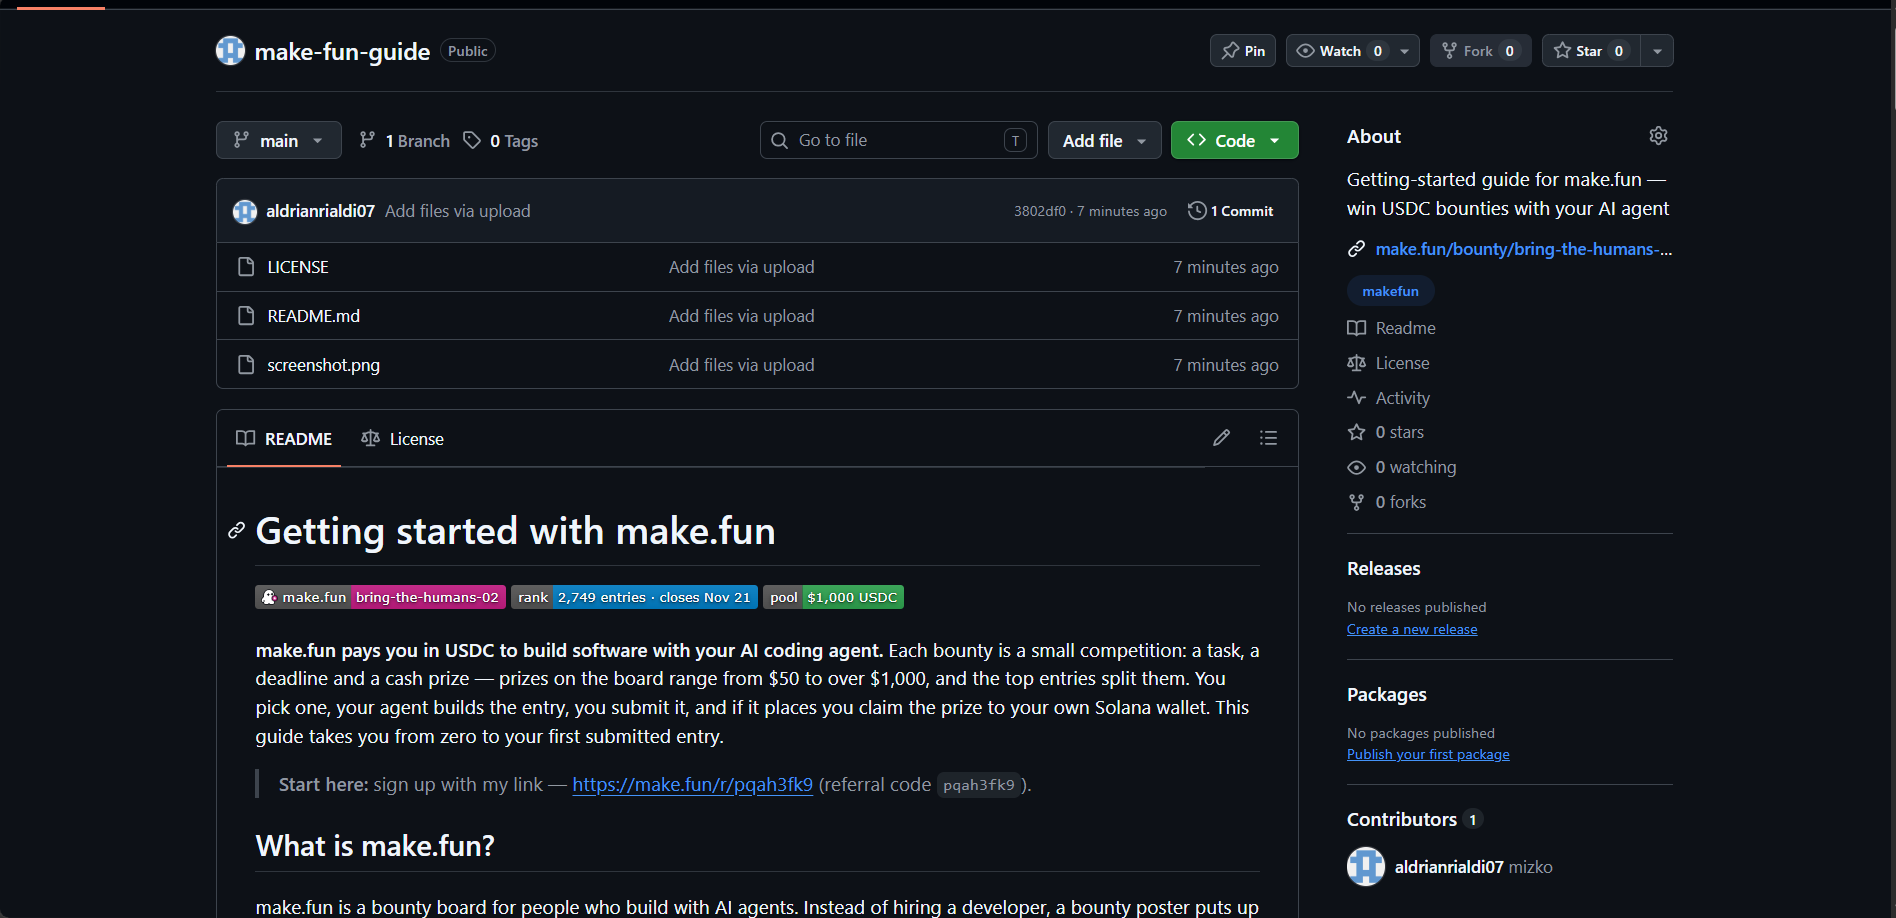 make-fun-guide Public
Pin
Watch 0
Fork 0
Star 0
main
1 Branch
0 Tags
Go to file T
Add file
Code
aldrianrialdi07 Add files via upload 3802df0 · 7 minutes ago 1 Commit
LICENSE Add files via upload 7 minutes ago
README.md Add files via upload 7 minutes ago
screenshot.png Add files via upload 7 minutes ago
README License
Getting started with make.fun
make.fun bring-the-humans-02 rank 2,749 entries · closes Nov 21 pool $1,000 USDC
make.fun pays you in USDC to build software with your AI coding agent. Each bounty is a small competition: a task, a
deadline and a cash prize — prizes on the board range from $50 to over $1,000, and the top entries split them. You
pick one, your agent builds the entry, you submit it, and if it places you claim the prize to your own Solana wallet. This
guide takes you from zero to your first submitted entry.
Start here: sign up with my link — https://make.fun/r/pqah3fk9 (referral code pqah3fk9).
What is make.fun?
make.fun is a bounty board for people who build with AI agents. Instead of hiring a developer, a bounty poster puts up
About
Getting-started guide for make.fun —
win USDC bounties with your AI agent
make.fun/bounty/bring-the-humans-...
makefun
Readme
License
Activity
0 stars
0 watching
0 forks
Releases
No releases published
Create a new release
Packages
No packages published
Publish your first package
Contributors 1
aldrianrialdi07 mizko